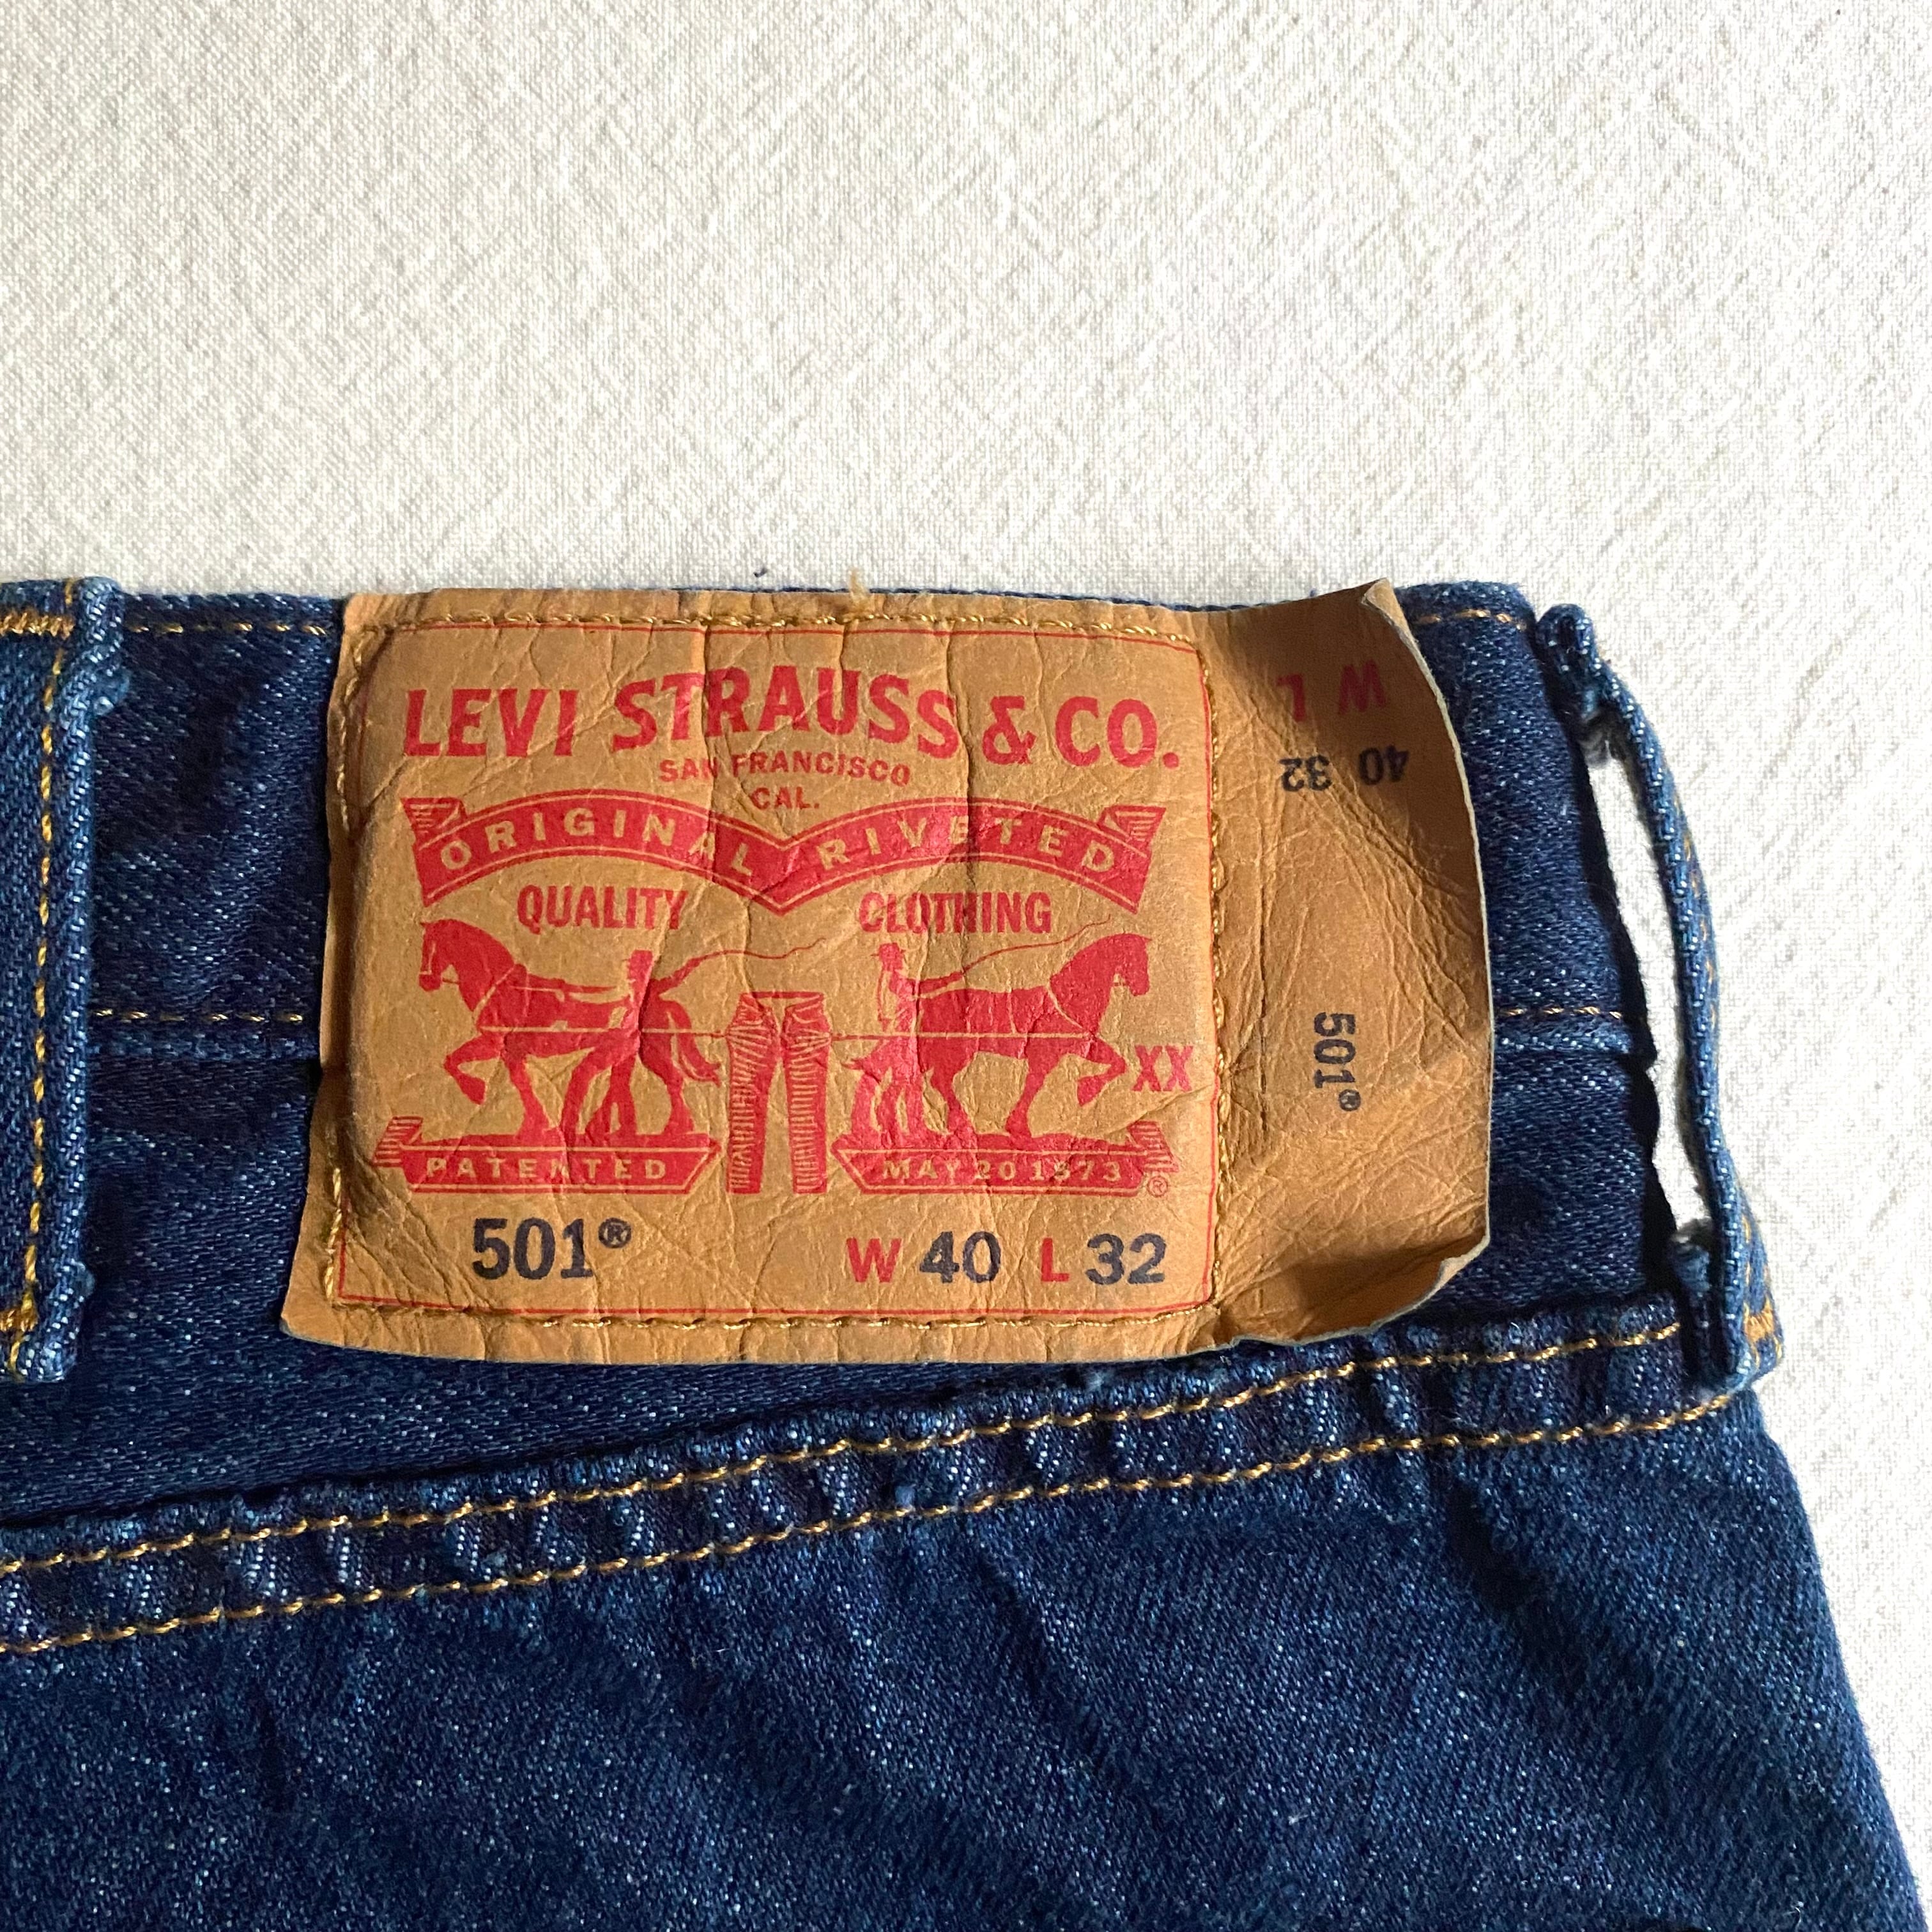 LEVI STRAUSS & CO.
SAN FRANCISCO
CAL.
ORIGINAL RIVETED
QUALITY CLOTHING
XX
PATENTED MAY 20 1873
®
501® W 40 L 32
W L
40 32
501®